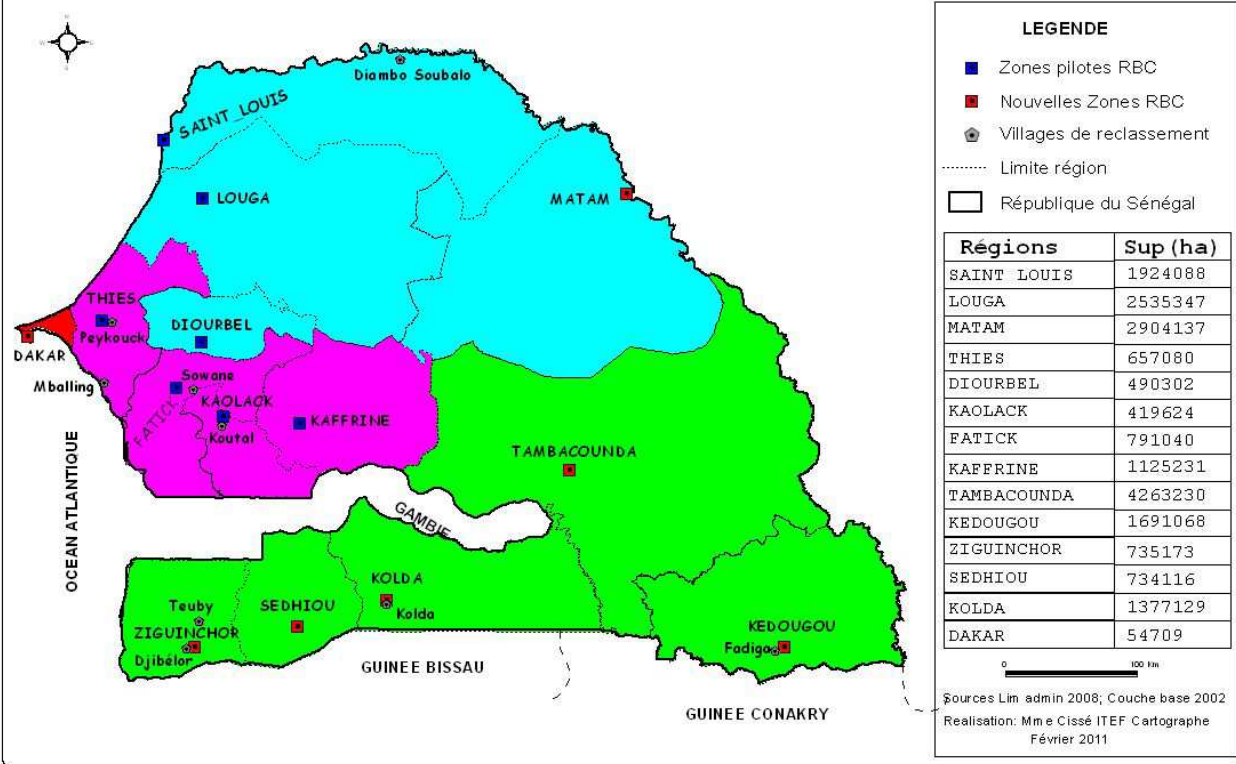 Diambo Soubalo
SAINT_LOUIS
LOUGA
MATAM
THIES
Peykouck
DIOURBEL
DAKAR
Mballing
Sowane
FATICK
KAOLACK
Koutal
KAFFRINE
TAMBACOUNDA
OCEAN ATLANTIQUE
GAMBIE
KOLDA
Kolda
SEDHIOU
Teuby
ZIGUINCHOR
Djibélor
KEDOUGOU
Fadiga
GUINEE BISSAU
GUINEE CONAKRY
LEGENDE
Zones pilotes RBC
Nouvelles Zones RBC
Villages de reclassement
Limite région
République du Sénégal
Régions Sup (ha)
SAINT LOUIS 1924088
LOUGA 2535347
MATAM 2904137
THIES 657080
DIOURBEL 490302
KAOLACK 419624
FATICK 791040
KAFFRINE 1125231
TAMBACOUNDA 4263230
KEDOUGOU 1691068
ZIGUINCHOR 735173
SEDHIOU 734116
KOLDA 1377129
DAKAR 54709
0 100 Km
Sources Lim admin 2008; Couche base 2002
Realisation: Mme Cissé ITEF Cartographe
Février 2011